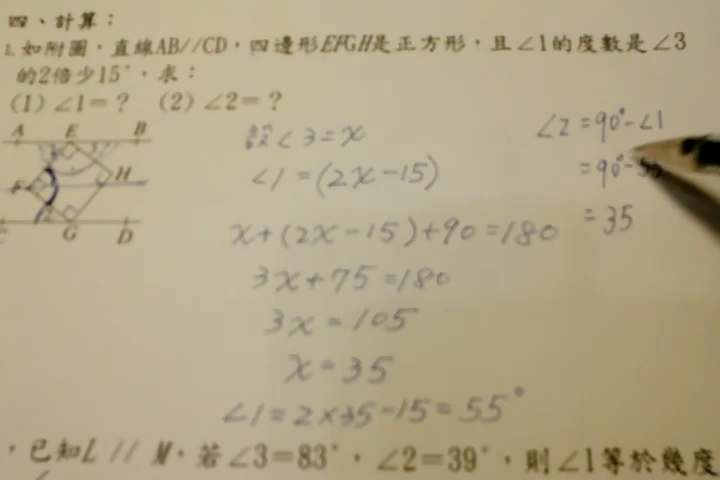 四、計算：
1. 如附圖，直線AB//CD，四邊形EFGH是正方形，且∠1的度數是∠3
的2倍少15°，求：
(1) ∠1=？ (2) ∠2=？
A E B
F H
G D
設∠3=x
∠1=(2x-15)
x+(2x-15)+90=180
3x+75=180
3x=105
x=35
∠1=2×35-15=55°
∠2=90°-∠1
=90°-
=35
，已知L // M，若∠3=83°，∠2=39°，則∠1等於幾度